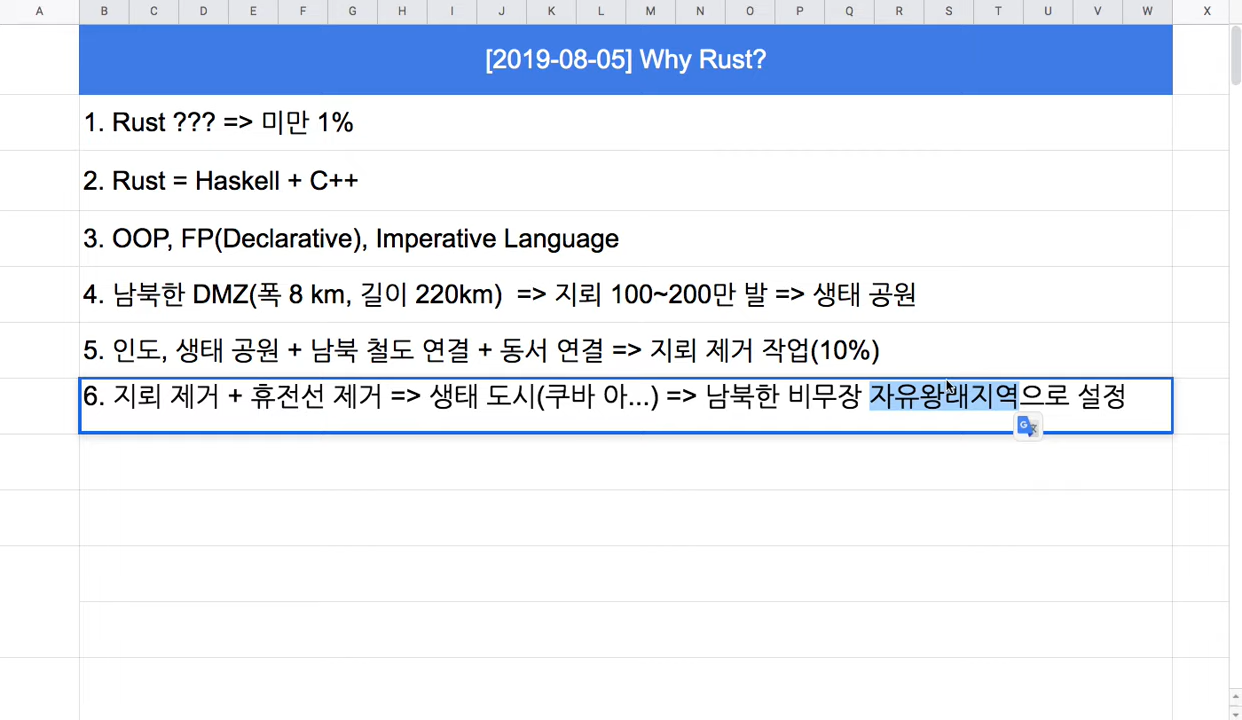 A B C D E F G H I J K L M N O P Q R S T U V W X
[2019-08-05] Why Rust?
1. Rust ??? => 미만 1%
2. Rust = Haskell + C++
3. OOP, FP(Declarative), Imperative Language
4. 남북한 DMZ(폭 8 km, 길이 220km)  => 지뢰 100~200만 발 => 생태 공원
5. 인도, 생태 공원 + 남북 철도 연결 + 동서 연결 => 지뢰 제거 작업(10%)
6. 지뢰 제거 + 휴전선 제거 => 생태 도시(쿠바 아...) => 남북한 비무장 자유왕래지역으로 설정